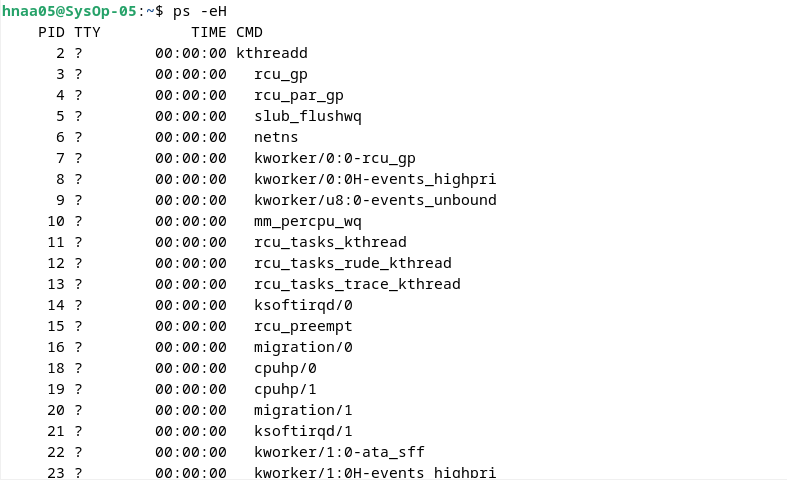 hnaa05@SysOp-05:~$ ps -eH
    PID TTY          TIME CMD
      2 ?        00:00:00 kthreadd
      3 ?        00:00:00   rcu_gp
      4 ?        00:00:00   rcu_par_gp
      5 ?        00:00:00   slub_flushwq
      6 ?        00:00:00   netns
      7 ?        00:00:00   kworker/0:0-rcu_gp
      8 ?        00:00:00   kworker/0:0H-events_highpri
      9 ?        00:00:00   kworker/u8:0-events_unbound
     10 ?        00:00:00   mm_percpu_wq
     11 ?        00:00:00   rcu_tasks_kthread
     12 ?        00:00:00   rcu_tasks_rude_kthread
     13 ?        00:00:00   rcu_tasks_trace_kthread
     14 ?        00:00:00   ksoftirqd/0
     15 ?        00:00:00   rcu_preempt
     16 ?        00:00:00   migration/0
     18 ?        00:00:00   cpuhp/0
     19 ?        00:00:00   cpuhp/1
     20 ?        00:00:00   migration/1
     21 ?        00:00:00   ksoftirqd/1
     22 ?        00:00:00   kworker/1:0-ata_sff
     23 ?        00:00:00   kworker/1:0H-events_highpri